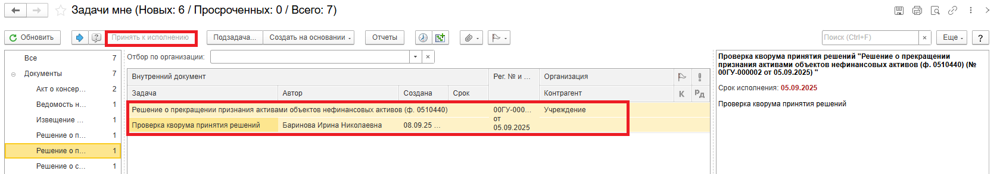 Задачи мне (Новых: 6 / Просроченных: 0 / Всего: 7)
Обновить
Принять к исполнению
Подзадача...
Создать на основании
Отчеты
Поиск (Ctrl+F)
×
Еще
?
Все 7
Документы 7
Акт о консер... 2
Ведомость н... 1
Извещение ... 1
Решение о п... 1
Решение о п... 1
Решение о с... 1
Отбор по организации:
×
Внутренний документ Рег. № и ... Организация
Задача Автор Создана Срок Контрагент К Рд
Решение о прекращении признания активами объектов нефинансовых активов (ф. 0510440) 00ГУ-000... Учреждение
от
Проверка кворума принятия решений Баринова Ирина Николаевна 08.09.25 ... 05.09.2025
Проверка кворума принятия решений "Решение о прекращении
признания активами объектов нефинансовых активов (ф. 0510440) (№
00ГУ-000002 от 05.09.2025) "
Срок исполнения: 05.09.2025
Проверка кворума принятия решений